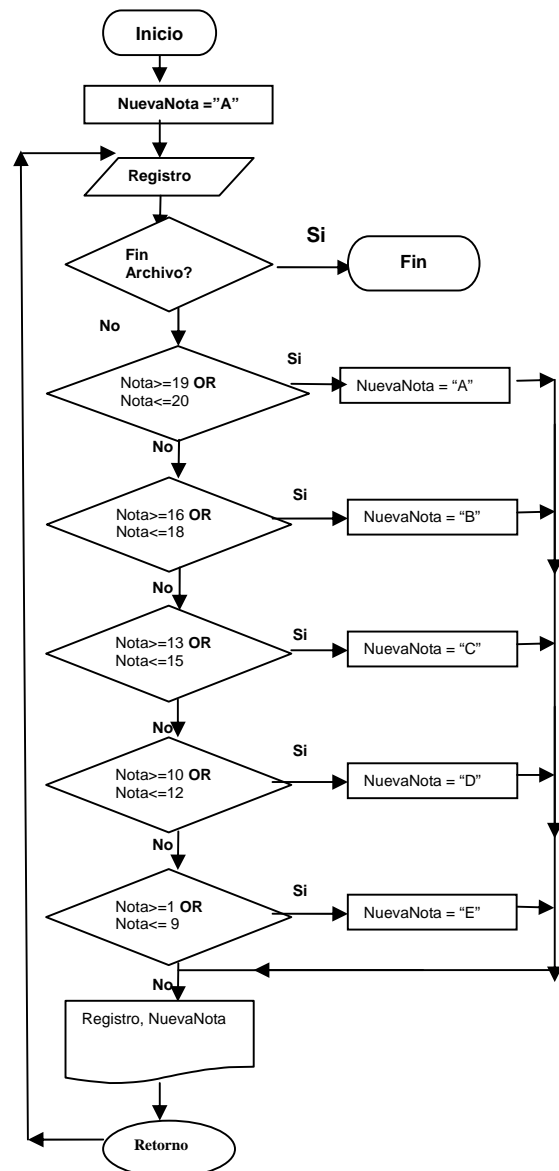 Inicio
NuevaNota ="A"
Registro
Fin
Archivo?
Si
Fin
No
Nota>=19 OR
Nota<=20
Si
NuevaNota = "A"
No
Nota>=16 OR
Nota<=18
Si
NuevaNota = "B"
No
Nota>=13 OR
Nota<=15
Si
NuevaNota = "C"
No
Nota>=10 OR
Nota<=12
Si
NuevaNota = "D"
No
Nota>=1 OR
Nota<= 9
Si
NuevaNota = "E"
No
Registro, NuevaNota
Retorno